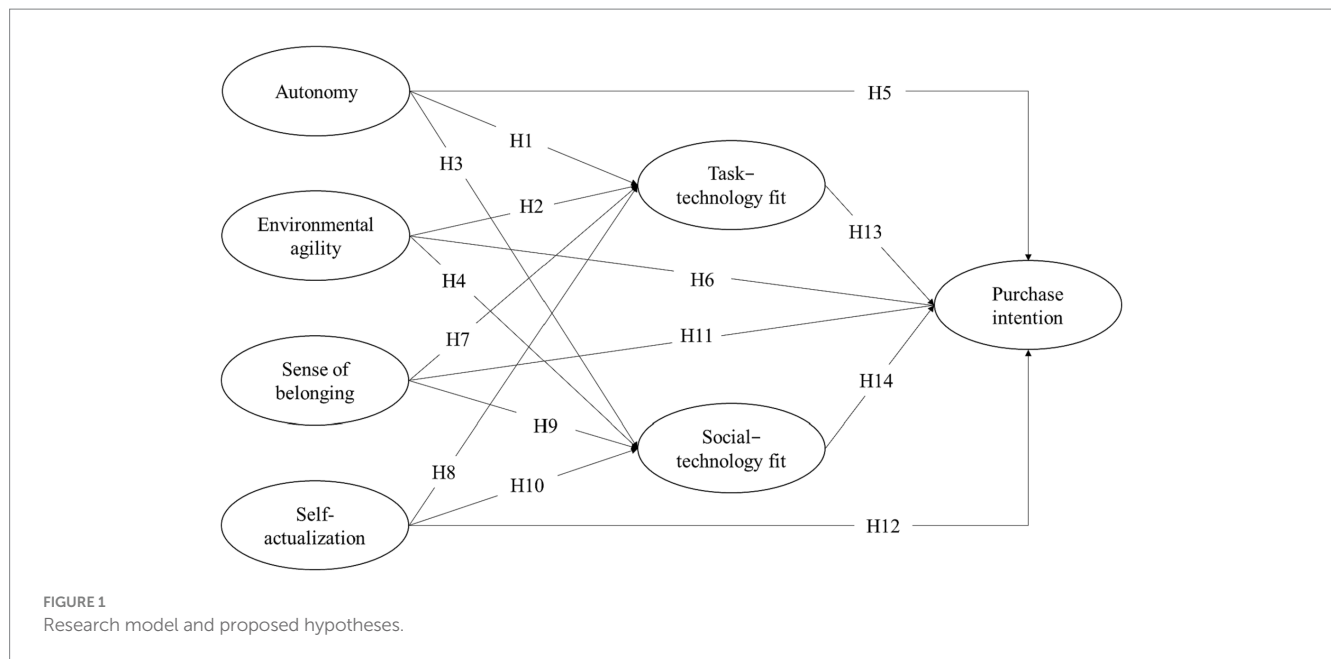 Autonomy
H5
H1
H3
Task–
technology fit
H2
Environmental
agility
H13
H4
H6
Purchase
intention
H7
H11
Sense of
belonging
H14
H9
Social–
technology fit
H8
H10
Self-
actualization
H12
FIGURE 1
Research model and proposed hypotheses.